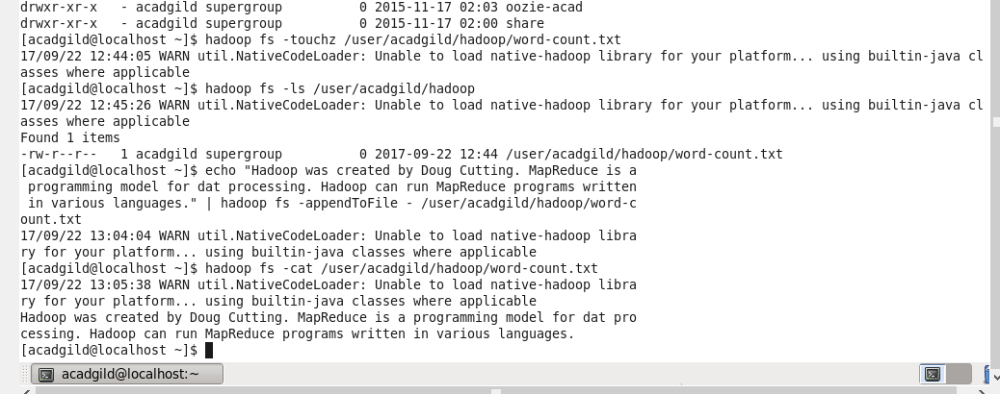 drwxr-xr-x   - acadgild supergroup          0 2015-11-17 02:03 oozie-acad
drwxr-xr-x   - acadgild supergroup          0 2015-11-17 02:00 share
[acadgild@localhost ~]$ hadoop fs -touchz /user/acadgild/hadoop/word-count.txt
17/09/22 12:44:05 WARN util.NativeCodeLoader: Unable to load native-hadoop library for your platform... using builtin-java cl
asses where applicable
[acadgild@localhost ~]$ hadoop fs -ls /user/acadgild/hadoop
17/09/22 12:45:26 WARN util.NativeCodeLoader: Unable to load native-hadoop library for your platform... using builtin-java cl
asses where applicable
Found 1 items
-rw-r--r--   1 acadgild supergroup          0 2017-09-22 12:44 /user/acadgild/hadoop/word-count.txt
[acadgild@localhost ~]$ echo "Hadoop was created by Doug Cutting. MapReduce is a
 programming model for dat processing. Hadoop can run MapReduce programs written
 in various languages." | hadoop fs -appendToFile - /user/acadgild/hadoop/word-c
ount.txt
17/09/22 13:04:04 WARN util.NativeCodeLoader: Unable to load native-hadoop libra
ry for your platform... using builtin-java classes where applicable
[acadgild@localhost ~]$ hadoop fs -cat /user/acadgild/hadoop/word-count.txt
17/09/22 13:05:38 WARN util.NativeCodeLoader: Unable to load native-hadoop libra
ry for your platform... using builtin-java classes where applicable
Hadoop was created by Doug Cutting. MapReduce is a programming model for dat pro
cessing. Hadoop can run MapReduce programs written in various languages.
[acadgild@localhost ~]$
acadgild@localhost:~